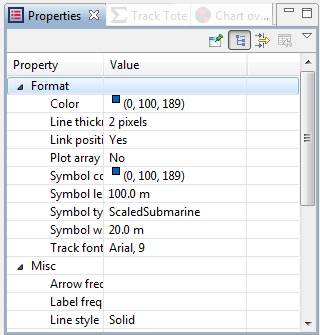 Properties Track Tote Chart ov...
Property Value
Format
Color (0, 100, 189)
Line thickn 2 pixels
Link positi Yes
Plot array No
Symbol co (0, 100, 189)
Symbol le 100.0 m
Symbol ty ScaledSubmarine
Symbol w 20.0 m
Track font Arial, 9
Misc
Arrow freq
Label freq
Line style Solid